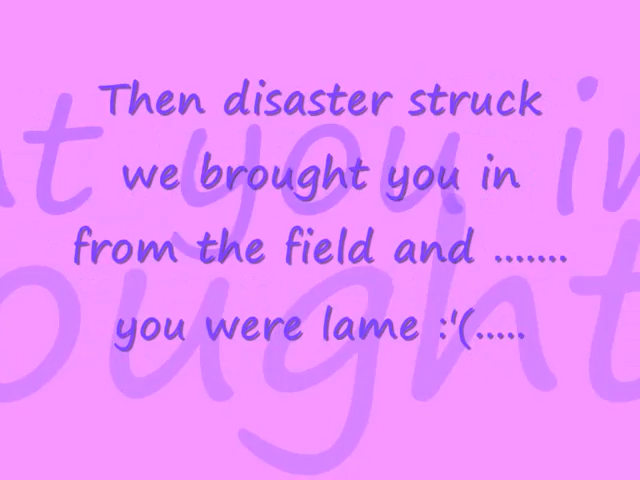 Then disaster struck
we brought you in
from the field and .......
you were lame :'(.....